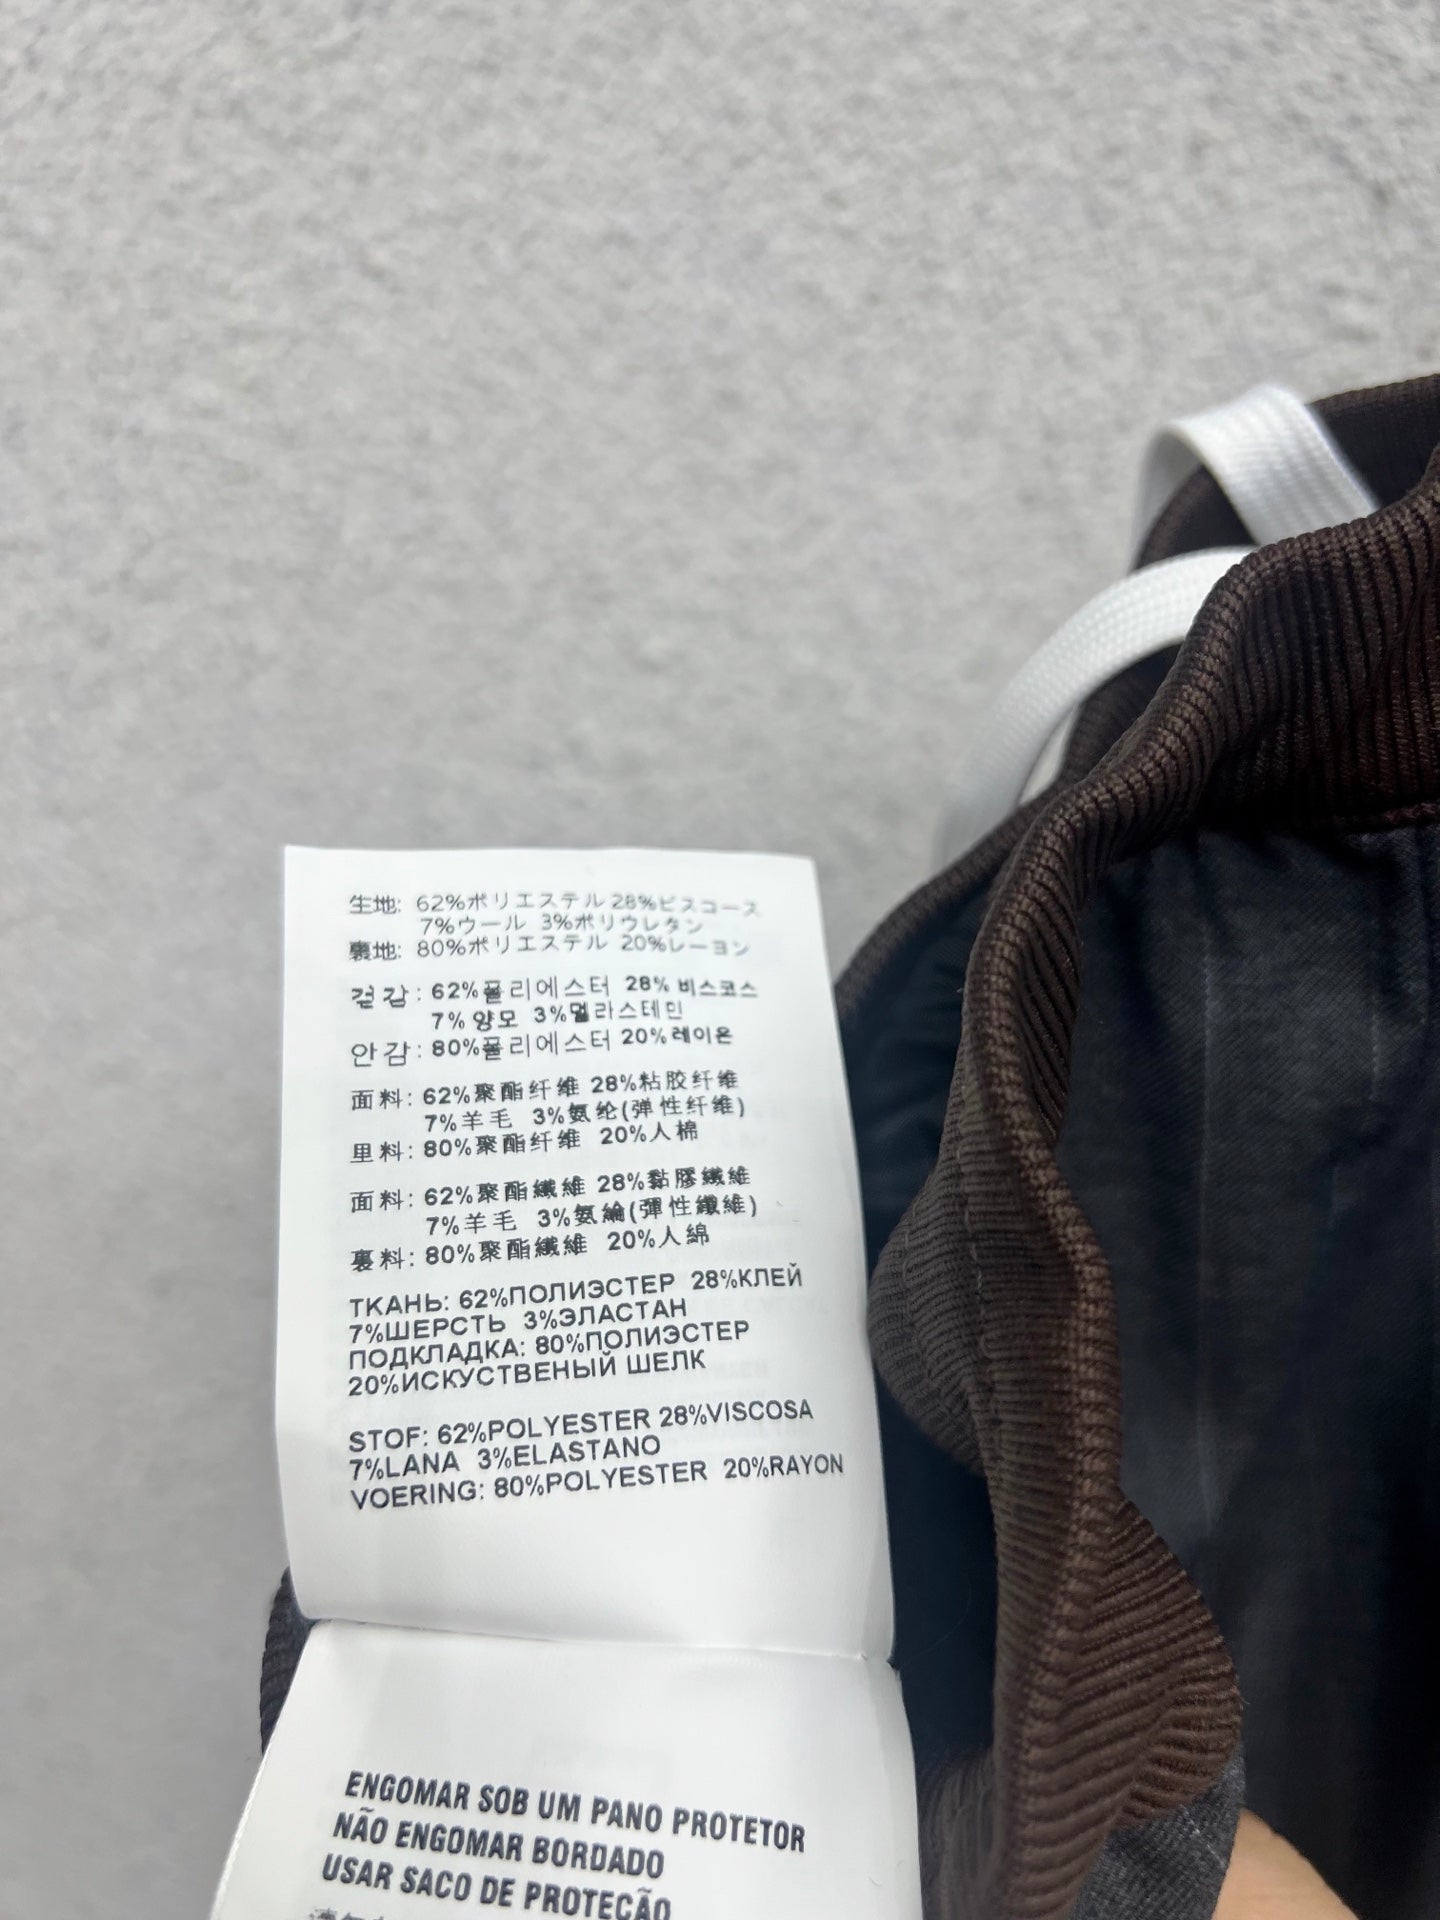 生地: 62%ポリエステル 28%ビスコース
7%ウール 3%ポリウレタン
裏地: 80%ポリエステル 20%レーヨン
겉감: 62%폴리에스터 28%비스코스
7%양모 3%엘라스테민
안감: 80%폴리에스터 20%레이온
面料: 62%聚酯纤维 28%粘胶纤维
7%羊毛 3%氨纶(弹性纤维)
里料: 80%聚酯纤维 20%人棉
面料: 62%聚酯纖維 28%黏膠纖維
7%羊毛 3%氨綸(彈性纖維)
裏料: 80%聚酯纖維 20%人綿
ТКАНЬ: 62%ПОЛИЭСТЕР 28%КЛЕЙ
7%ШЕРСТЬ 3%ЭЛАСТАН
ПОДКЛАДКА: 80%ПОЛИЭСТЕР
20%ИСКУСТВЕНЫЙ ШЕЛК
STOF: 62%POLYESTER 28%VISCOSA
7%LANA 3%ELASTANO
VOERING: 80%POLYESTER 20%RAYON
ENGOMAR SOB UM PANO PROTETOR
NÃO ENGOMAR BORDADO
USAR SACO DE PROTEÇÃO